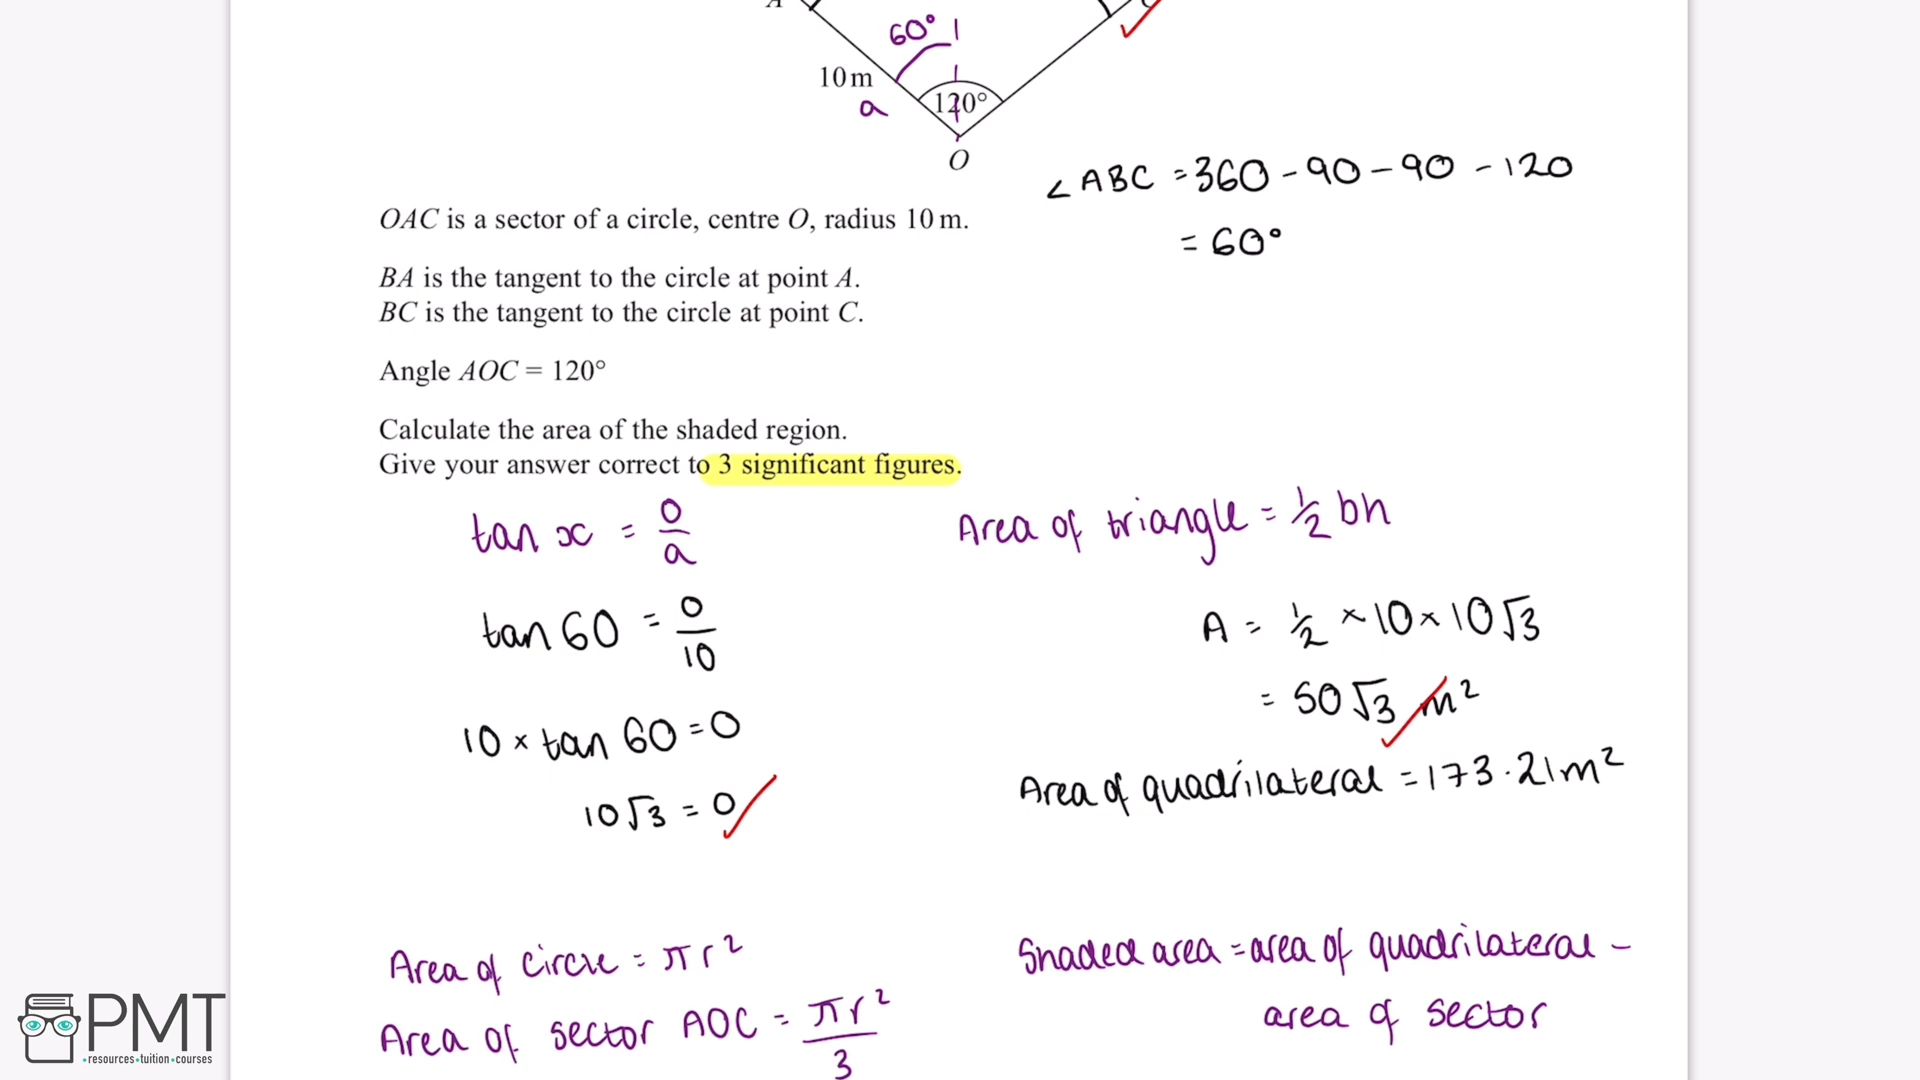 60°
10 m
a
120°
O
∠ABC = 360 - 90 - 90 - 120
= 60°
OAC is a sector of a circle, centre O, radius 10 m.
BA is the tangent to the circle at point A.
BC is the tangent to the circle at point C.
Angle AOC = 120°
Calculate the area of the shaded region.
Give your answer correct to 3 significant figures.
tan x = o/a
tan 60 = o/10
10 × tan 60 = o
10√3 = o
Area of triangle = ½ bh
A = ½ × 10 × 10√3
= 50√3 m²
Area of quadrilateral = 173.21m²
Area of circle = πr²
Area of sector AOC = πr²/3
Shaded area = area of quadrilateral -
area of sector
PMT
resources•tuition•courses